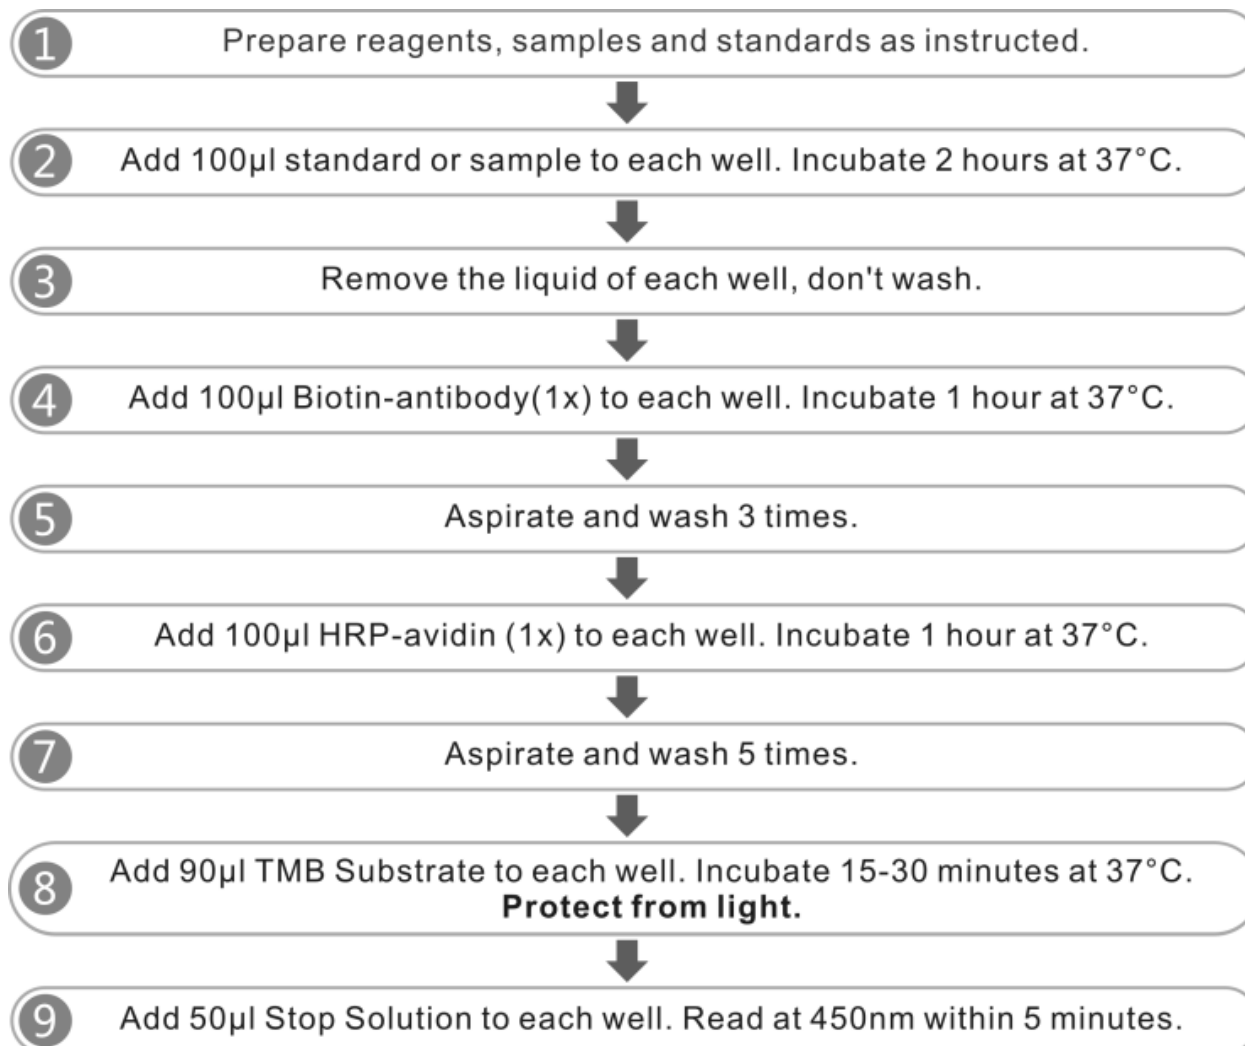 1 Prepare reagents, samples and standards as instructed.
2 Add 100µl standard or sample to each well. Incubate 2 hours at 37°C.
3 Remove the liquid of each well, don't wash.
4 Add 100µl Biotin-antibody(1x) to each well. Incubate 1 hour at 37°C.
5 Aspirate and wash 3 times.
6 Add 100µl HRP-avidin (1x) to each well. Incubate 1 hour at 37°C.
7 Aspirate and wash 5 times.
8 Add 90µl TMB Substrate to each well. Incubate 15-30 minutes at 37°C.
Protect from light.
9 Add 50µl Stop Solution to each well. Read at 450nm within 5 minutes.